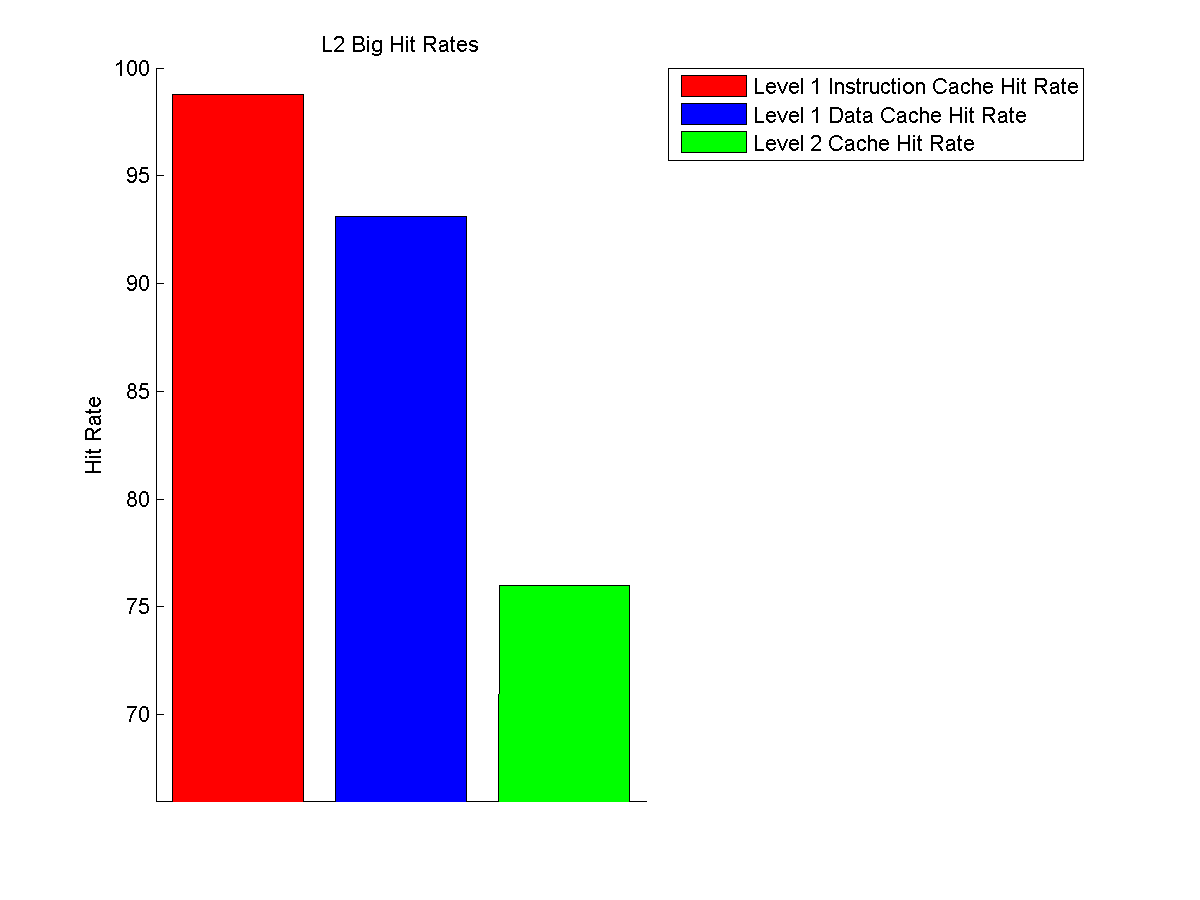 L2 Big Hit Rates
100
95
90
85
80
75
70
Hit Rate
Level 1 Instruction Cache Hit Rate
Level 1 Data Cache Hit Rate
Level 2 Cache Hit Rate